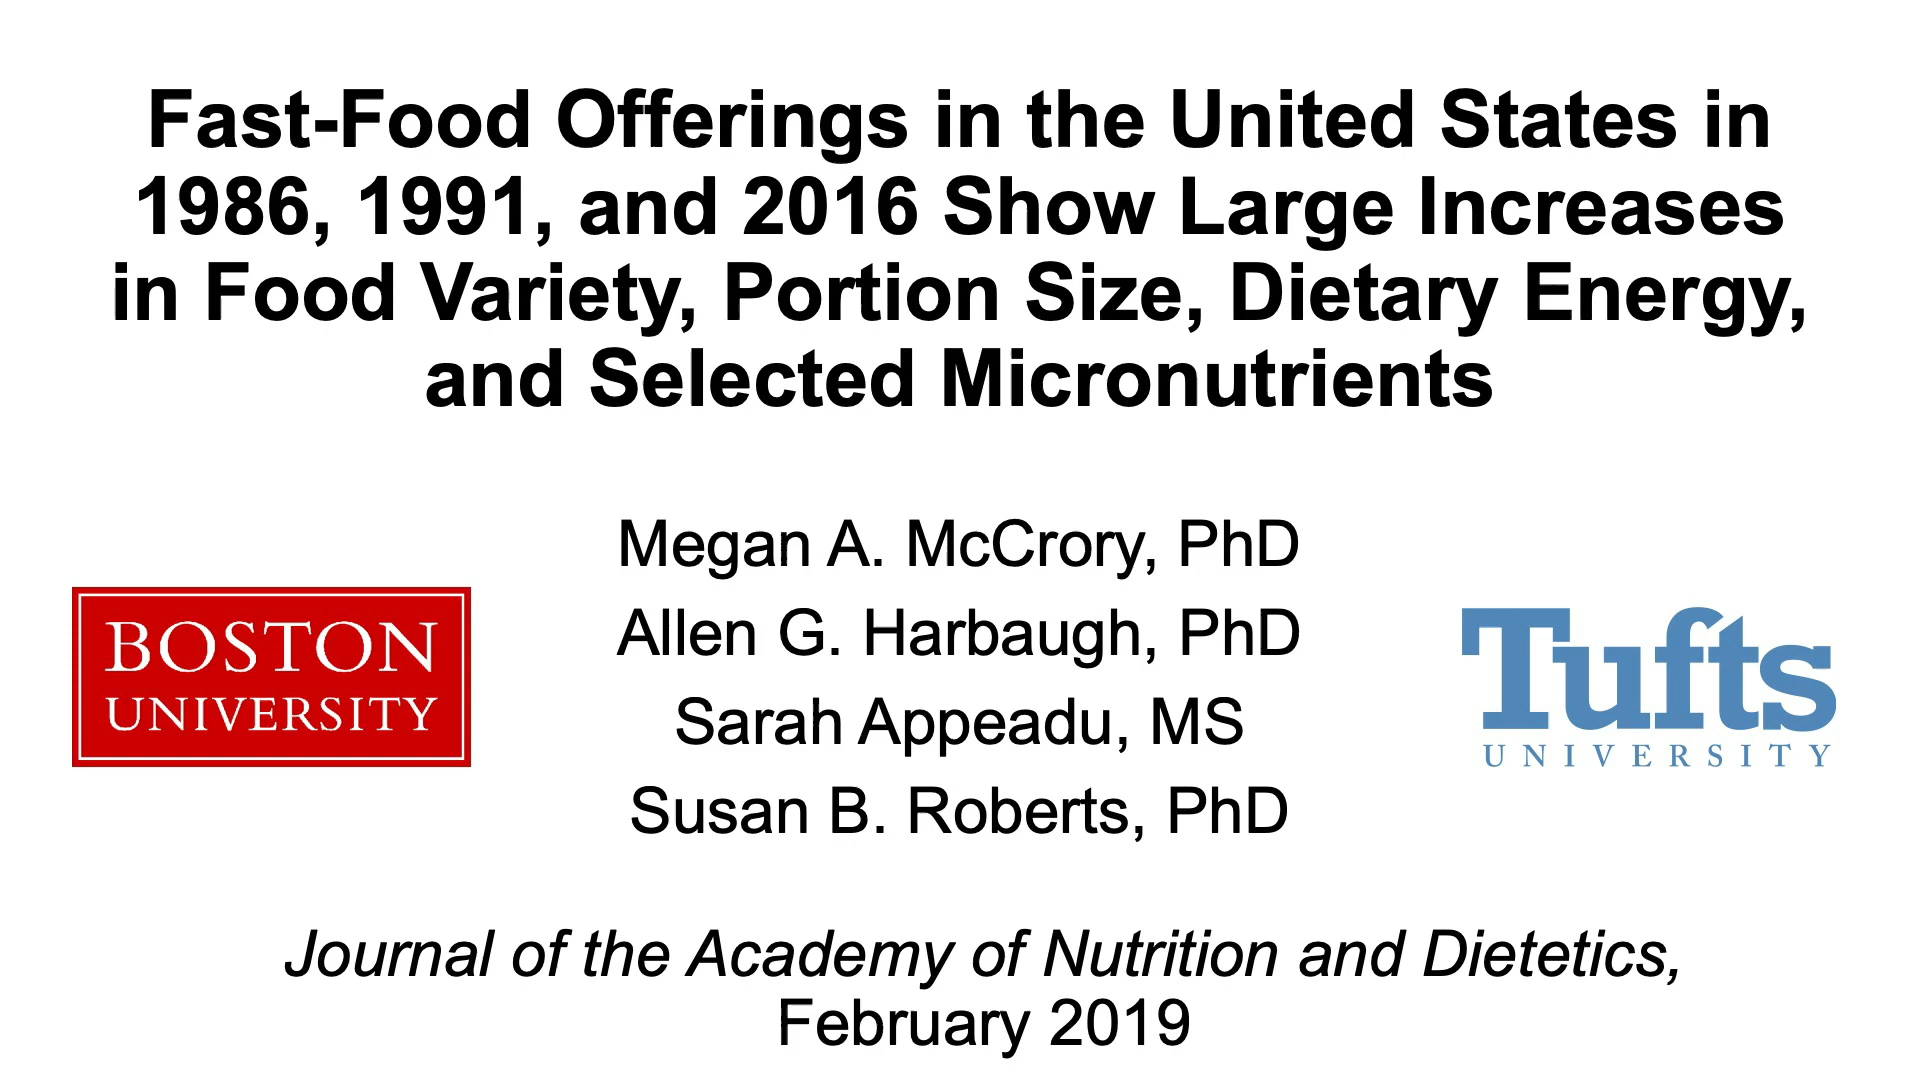 Fast-Food Offerings in the United States in
1986, 1991, and 2016 Show Large Increases
in Food Variety, Portion Size, Dietary Energy,
and Selected Micronutrients
Megan A. McCrory, PhD
Allen G. Harbaugh, PhD
Sarah Appeadu, MS
Susan B. Roberts, PhD
BOSTON
UNIVERSITY
Tufts
UNIVERSITY
Journal of the Academy of Nutrition and Dietetics,
February 2019